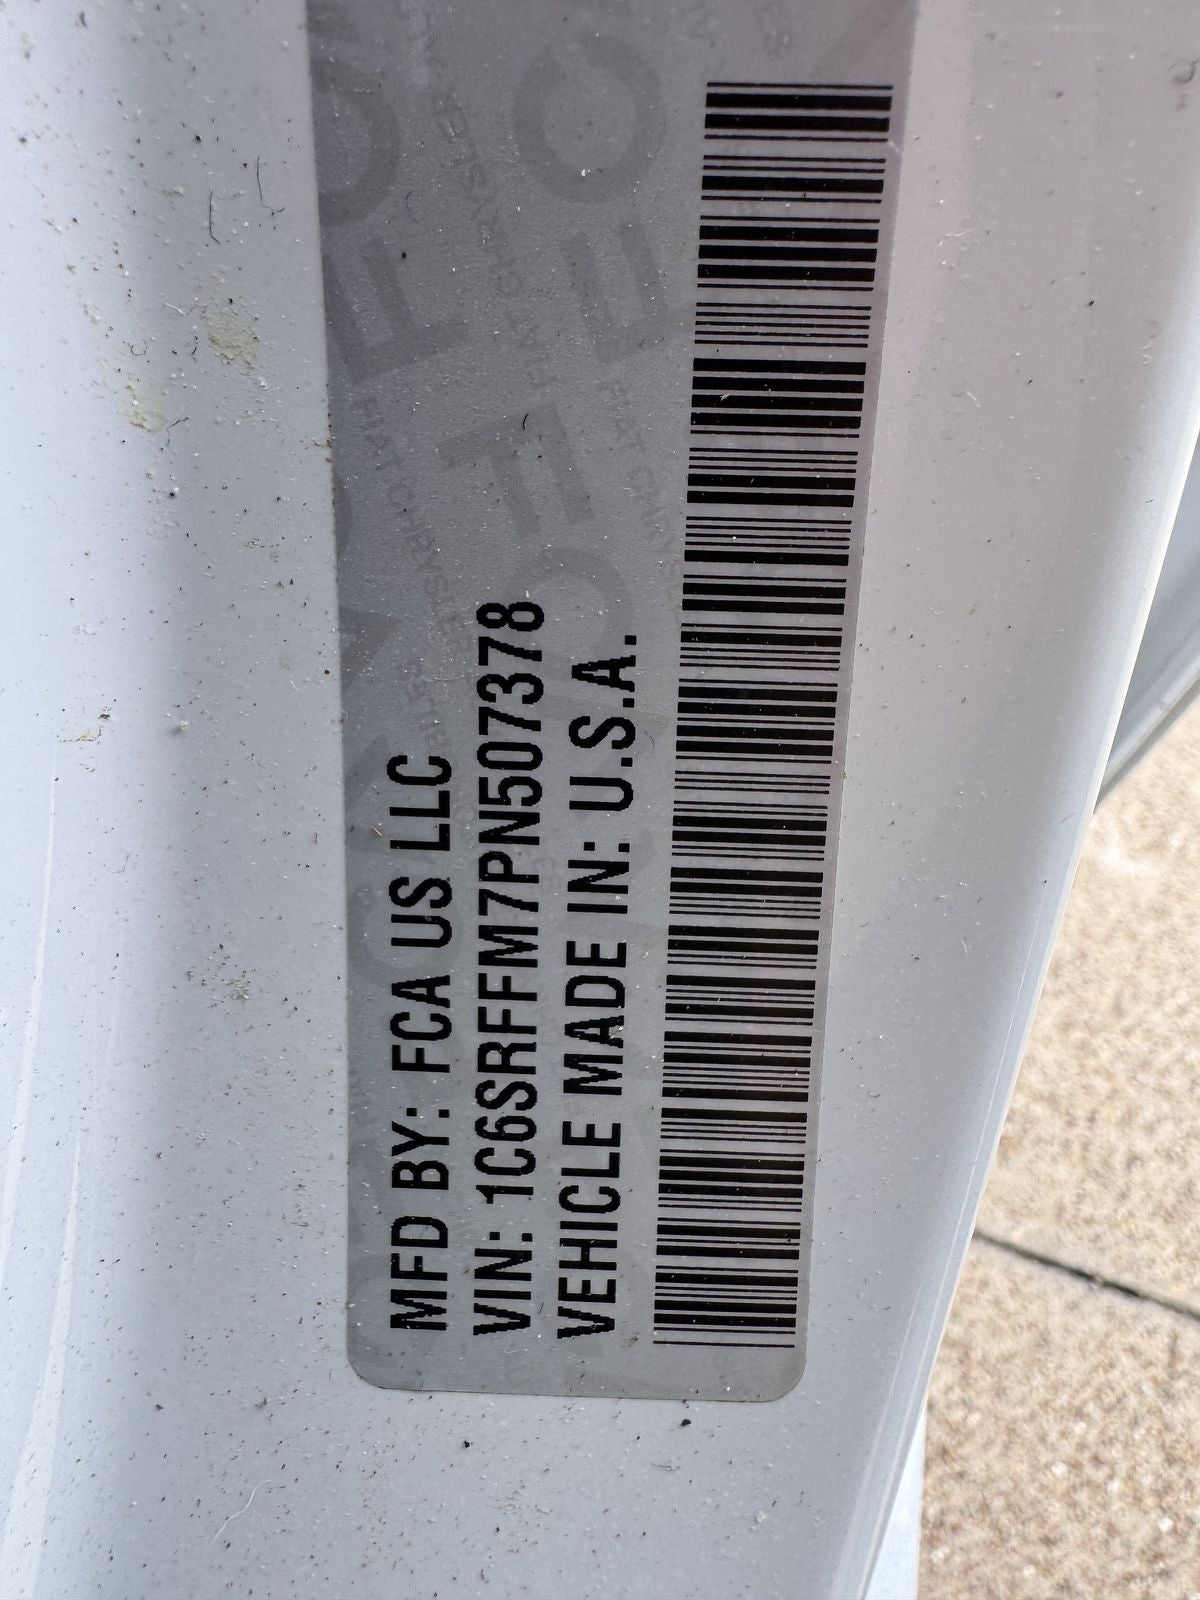 MFD BY: FCA US LLC
VIN: 1C6SRFFM7PN507378
VEHICLE MADE IN: U.S.A.